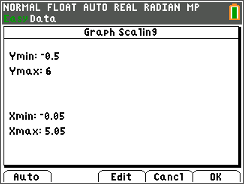 NORMAL FLOAT AUTO REAL RADIAN MP
Data
Graph Scaling
Ymin: -0.5
Ymax: 6
Xmin: -0.05
Xmax: 5.05
Auto Edit Cancl OK